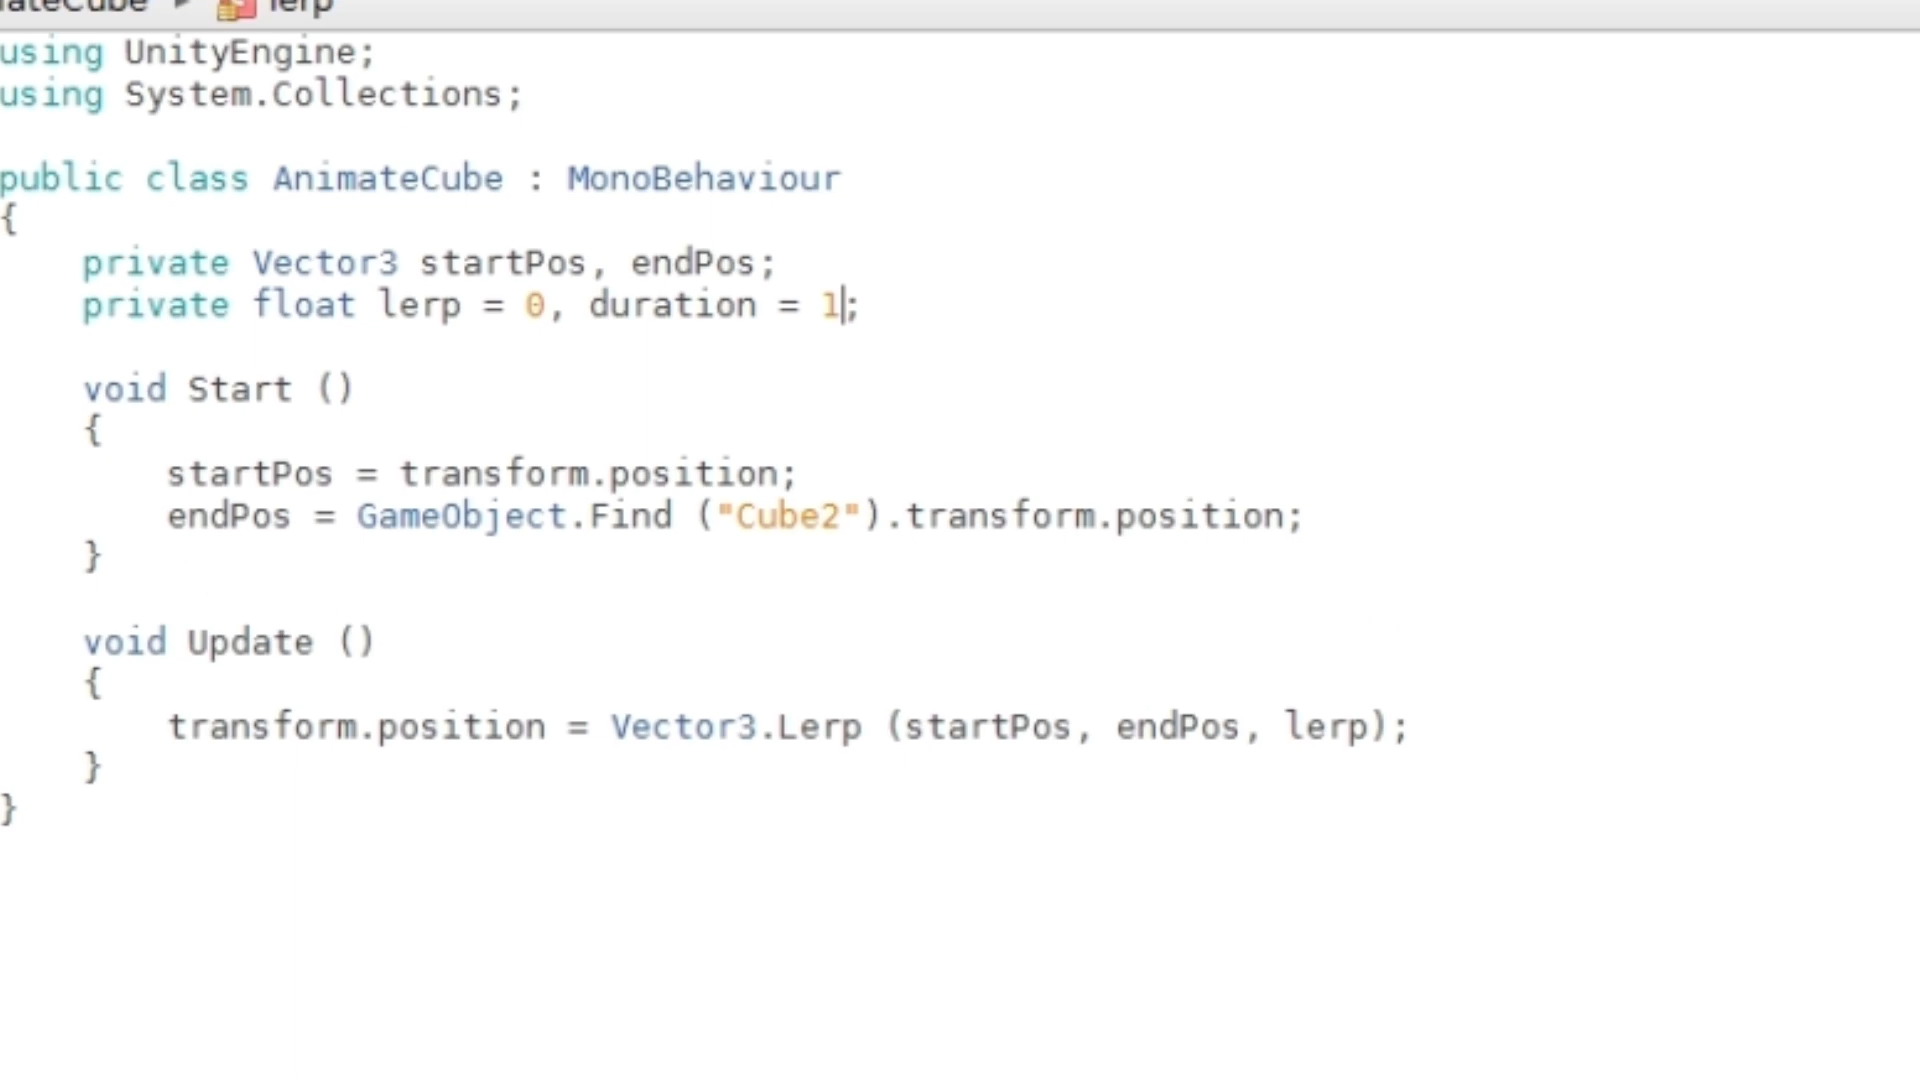 ateCube ▸ lerp
using UnityEngine;
using System.Collections;
public class AnimateCube : MonoBehaviour
{
private Vector3 startPos, endPos;
private float lerp = 0, duration = 1;
void Start ()
{
startPos = transform.position;
endPos = GameObject.Find ("Cube2").transform.position;
}
void Update ()
{
transform.position = Vector3.Lerp (startPos, endPos, lerp);
}
}